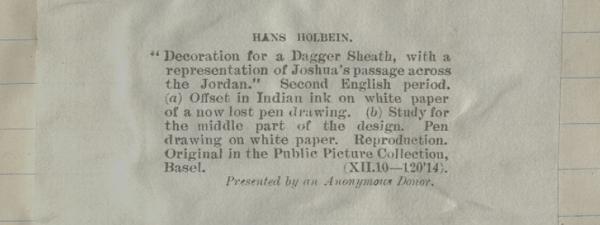 HANS HOLBEIN.
"Decoration for a Dagger Sheath, with a
representation of Joshua's passage across
the Jordan." Second English period.
(a) Offset in Indian ink on white paper
of a now lost pen drawing. (b) Study for
the middle part of the design. Pen
drawing on white paper. Reproduction.
Original in the Public Picture Collection,
Basel. (XII.10—120'14).
Presented by an Anonymous Donor.